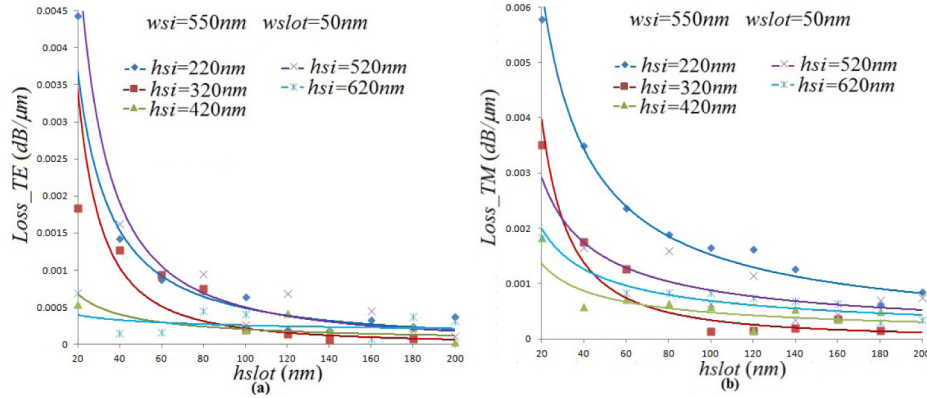 wsi=550nm wslot=50nm
hsi=220nm
hsi=520nm
hsi=320nm
hsi=620nm
hsi=420nm
Loss_TE (dB/μm)
0.0045
0.004
0.0035
0.003
0.0025
0.002
0.0015
0.001
0.0005
0
20 40 60 80 100 120 140 160 180 200
hslot (nm)
(a)
wsi=550nm wslot=50nm
hsi=220nm
hsi=520nm
hsi=320nm
hsi=620nm
hsi=420nm
Loss_TM (dB/μm)
0.006
0.005
0.004
0.003
0.002
0.001
0
20 40 60 80 100 120 140 160 180 200
hslot (nm)
(b)